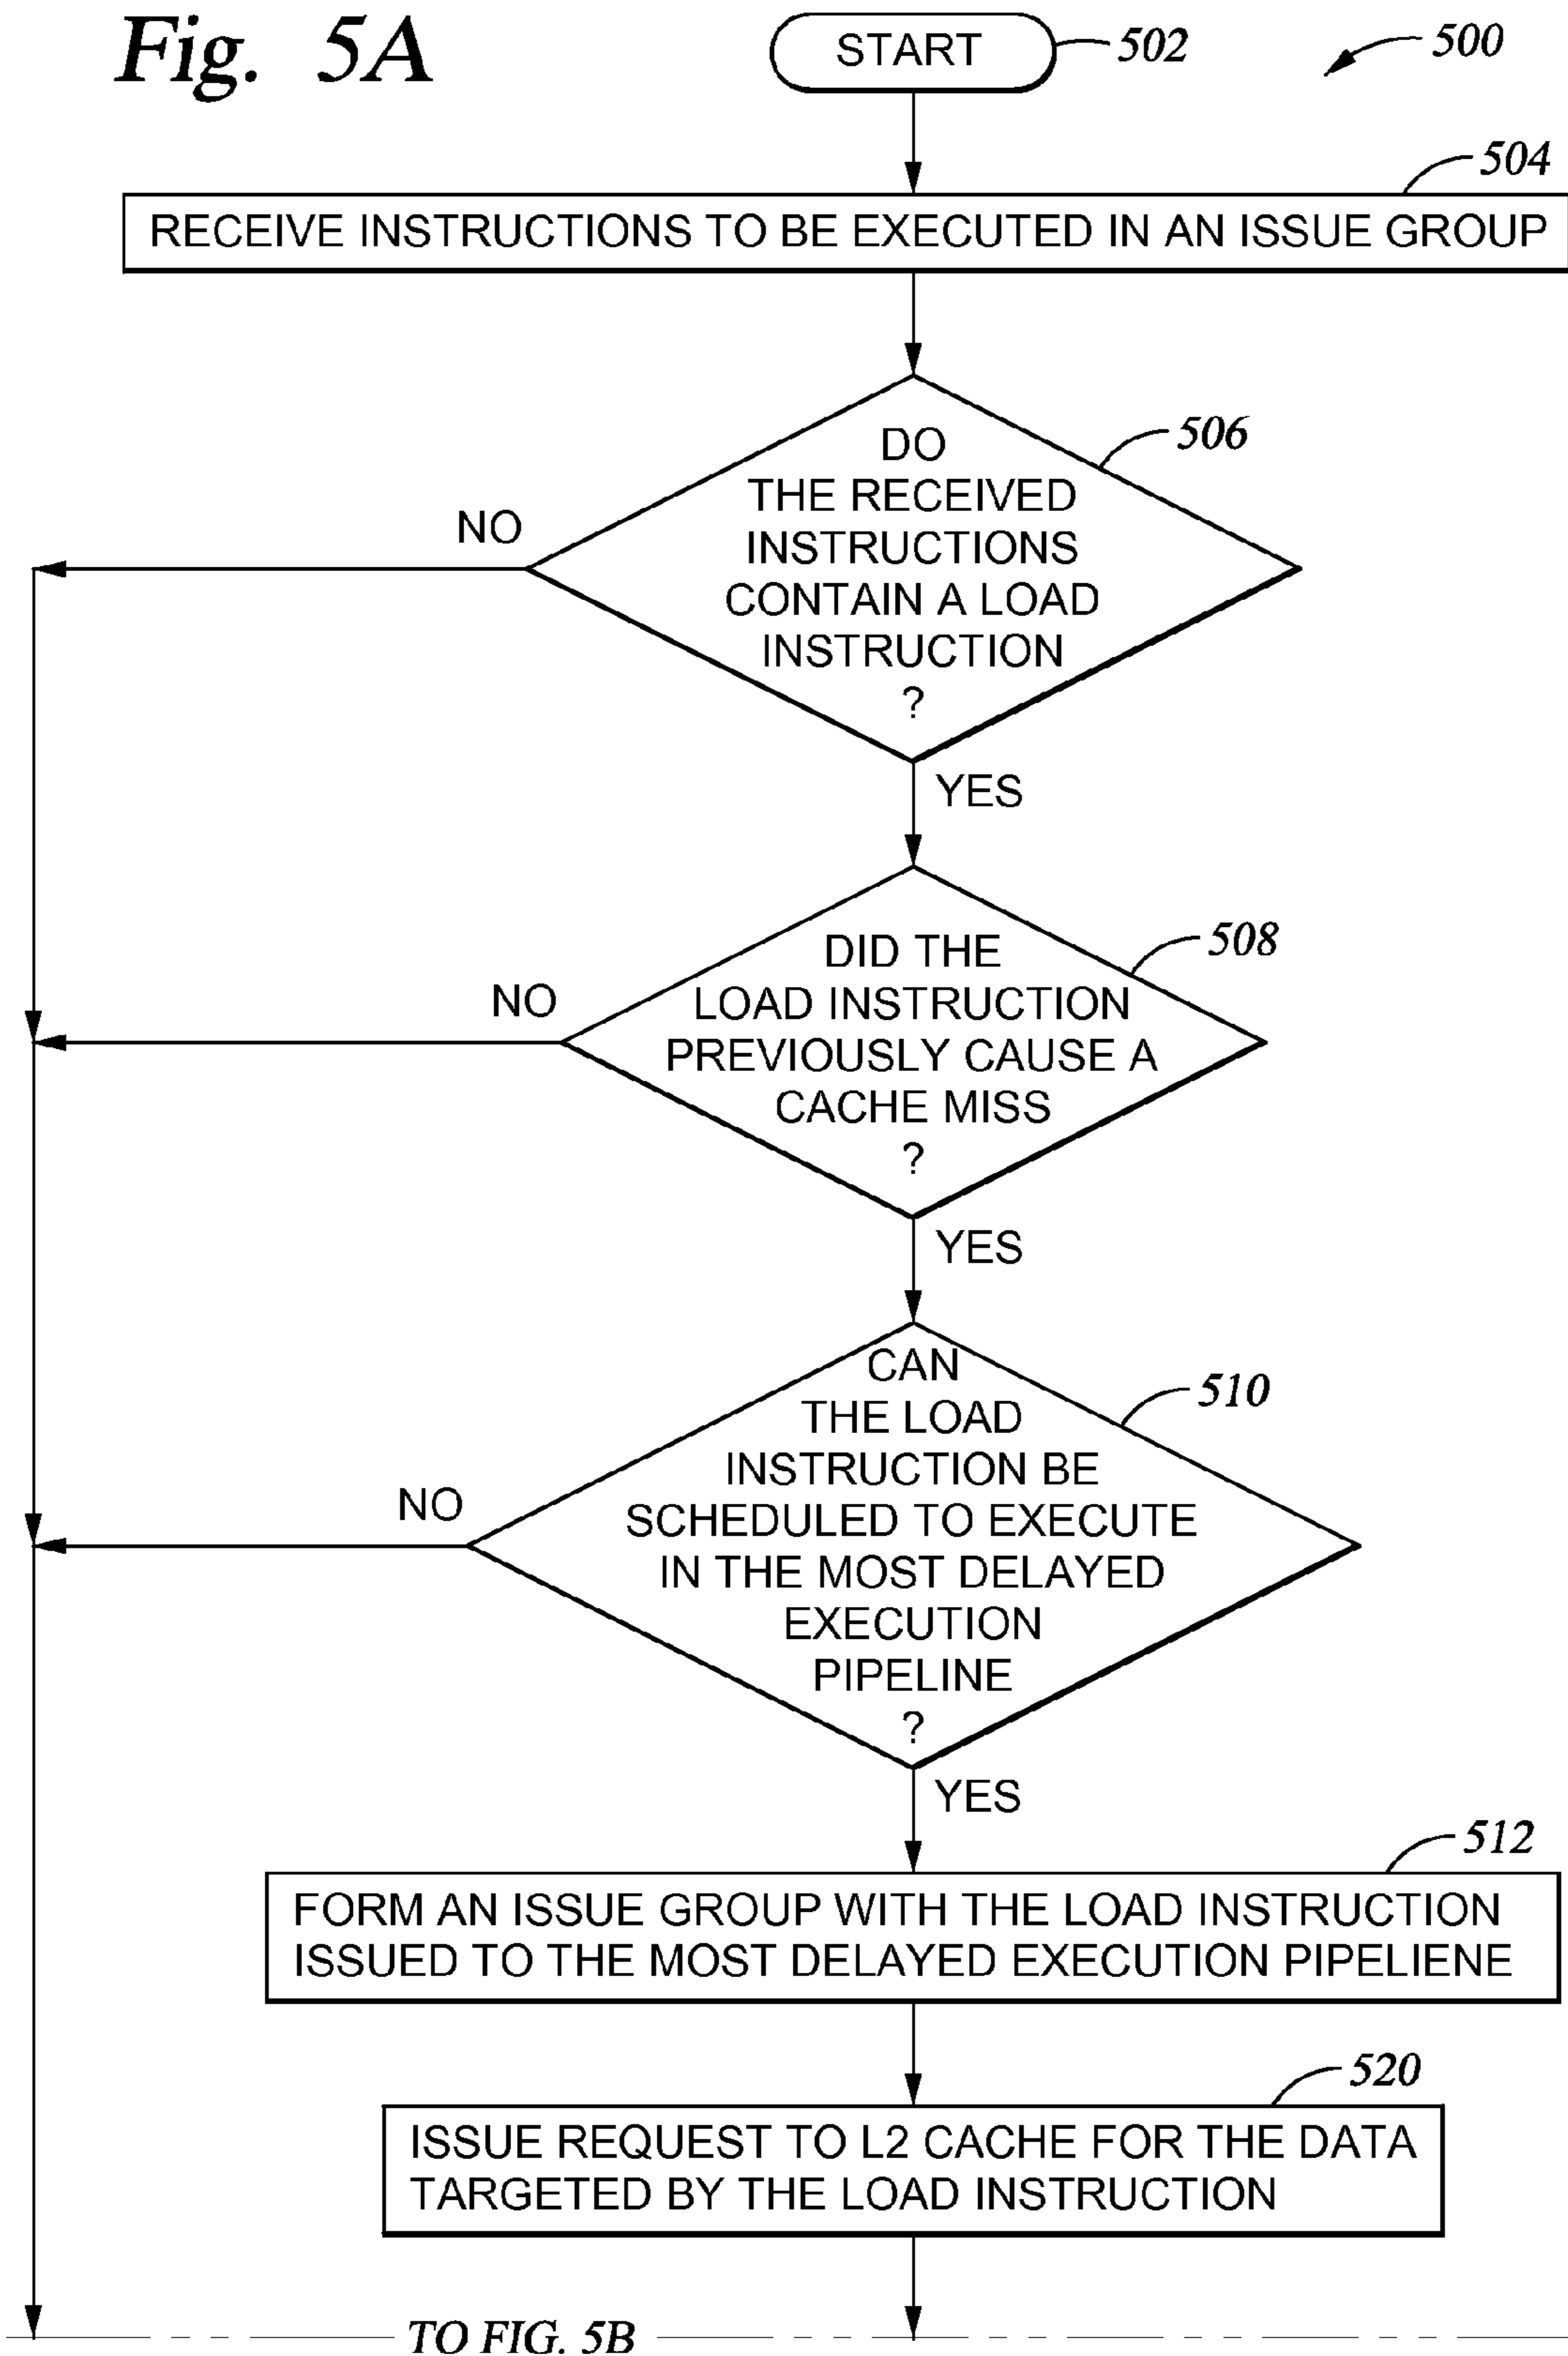 Fig. 5A
START
502
500
504
RECEIVE INSTRUCTIONS TO BE EXECUTED IN AN ISSUE GROUP
506
DO
THE RECEIVED
INSTRUCTIONS
CONTAIN A LOAD
INSTRUCTION
?
NO
YES
508
DID THE
LOAD INSTRUCTION
PREVIOUSLY CAUSE A
CACHE MISS
?
NO
YES
510
CAN
THE LOAD
INSTRUCTION BE
SCHEDULED TO EXECUTE
IN THE MOST DELAYED
EXECUTION
PIPELINE
?
NO
YES
512
FORM AN ISSUE GROUP WITH THE LOAD INSTRUCTION
ISSUED TO THE MOST DELAYED EXECUTION PIPELIENE
520
ISSUE REQUEST TO L2 CACHE FOR THE DATA
TARGETED BY THE LOAD INSTRUCTION
TO FIG. 5B